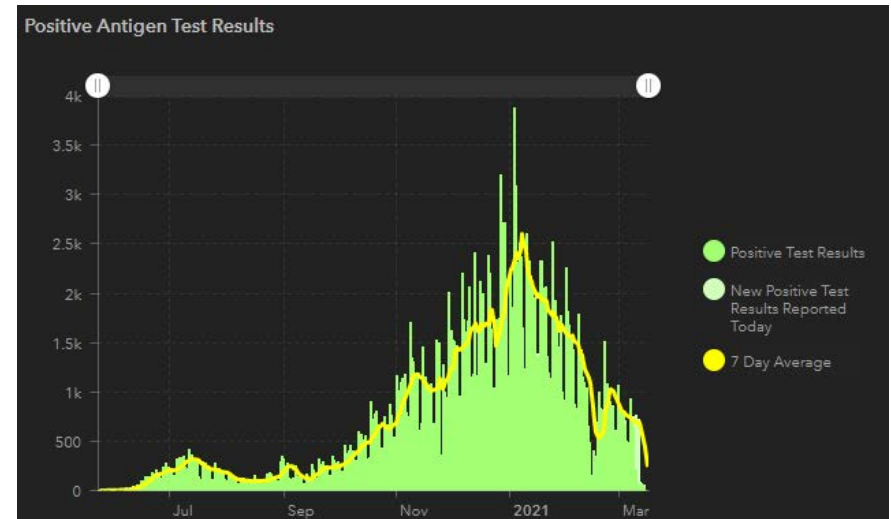 Positive Antigen Test Results
4k
3.5k
3k
2.5k
2k
1.5k
1k
500
0
Jul
Sep
Nov
2021
Mar
Positive Test Results
New Positive Test
Results Reported
Today
7 Day Average